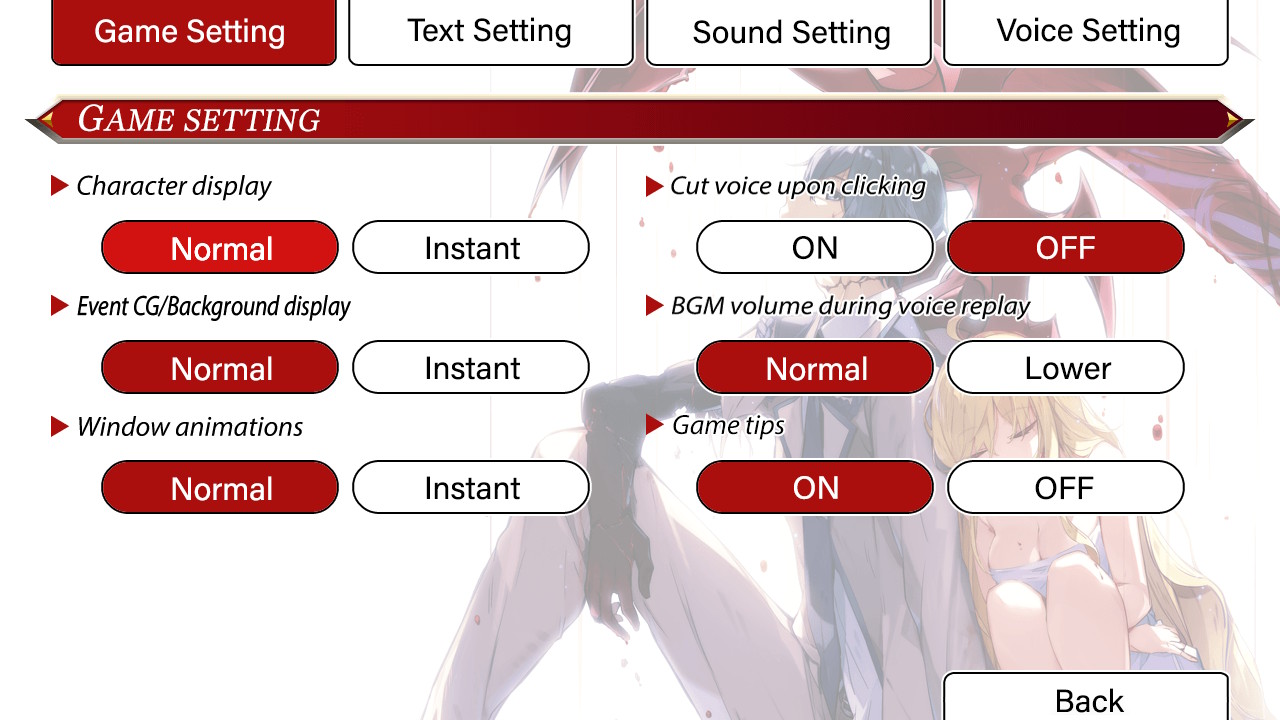 Game Setting Text Setting Sound Setting Voice Setting
GAME SETTING
Character display
Normal Instant
Event CG/Background display
Normal Instant
Window animations
Normal Instant
Cut voice upon clicking
ON OFF
BGM volume during voice replay
Normal Lower
Game tips
ON OFF
Back